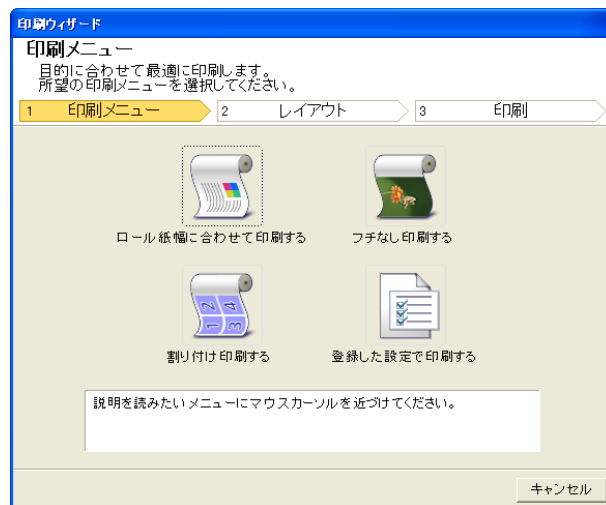 印刷ウィザード
印刷メニュー
目的に合わせて最適に印刷します。
所望の印刷メニューを選択してください。
1 印刷メニュー 2 レイアウト 3 印刷
ロール紙幅に合わせて印刷する フチなし印刷する
1 2 3 4
割り付け印刷する 登録した設定で印刷する
説明を読みたいメニューにマウスカーソルを近づけてください。
キャンセル